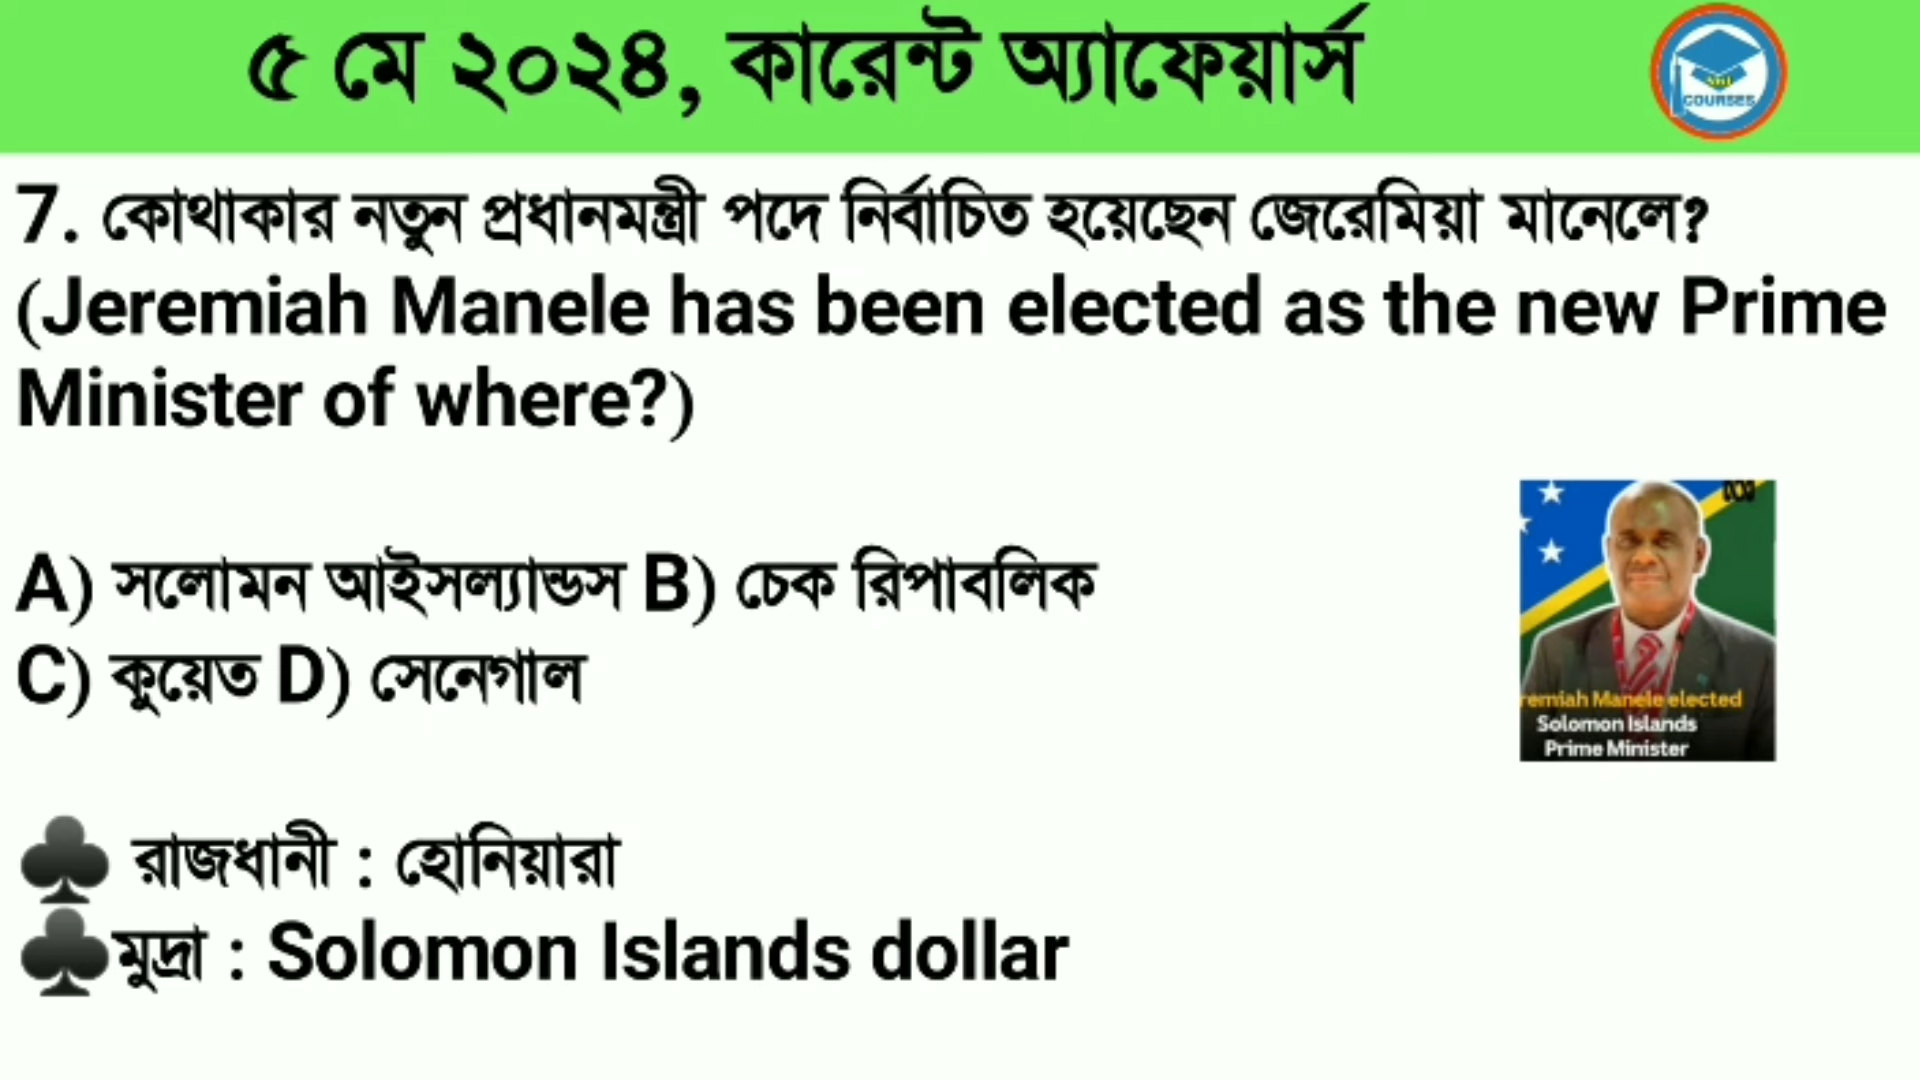 ৫ মে ২০২৪, কারেন্ট অ্যাফেয়ার্স
COURSES
7. কোথাকার নতুন প্রধানমন্ত্রী পদে নির্বাচিত হয়েছেন জেরেমিয়া মানেলে?
(Jeremiah Manele has been elected as the new Prime
Minister of where?)
A) সলোমন আইসল্যান্ডস B) চেক রিপাবলিক
C) কুয়েত D) সেনেগাল
remiah Manele elected
Solomon Islands
Prime Minister
♣ রাজধানী : হোনিয়ারা
♣মুদ্রা : Solomon Islands dollar